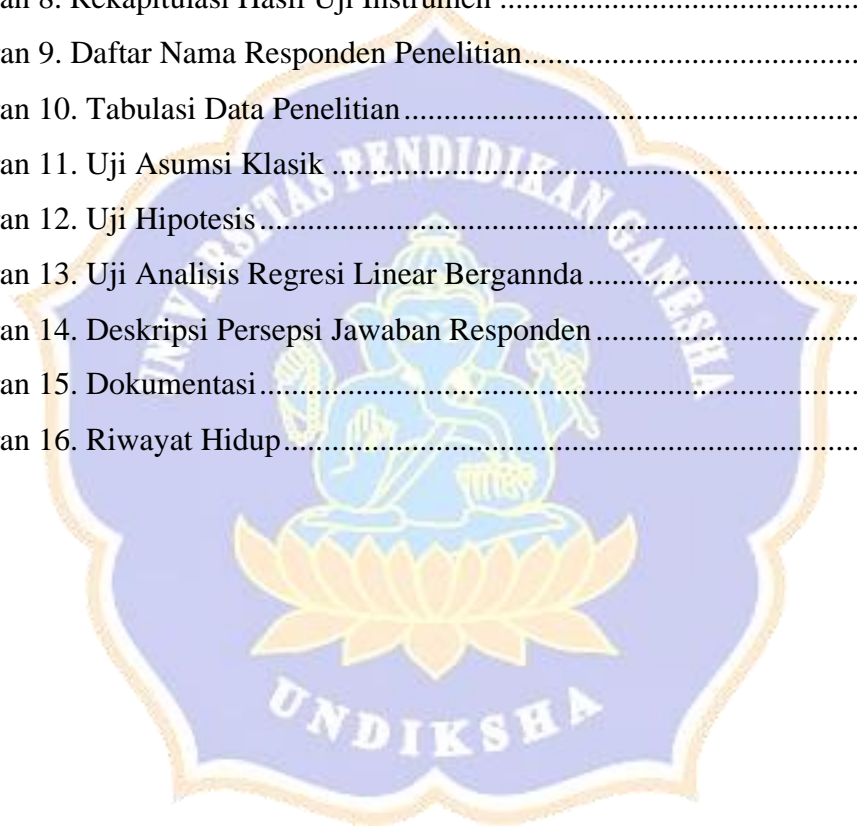 an 8. Rekapitulasi Hasil Uji Instrumen ............................................
an 9. Daftar Nama Responden Penelitian............................................
an 10. Tabulasi Data Penelitian............................................
an 11. Uji Asumsi Klasik ............................................
an 12. Uji Hipotesis............................................
an 13. Uji Analisis Regresi Linear Bergannda............................................
an 14. Deskripsi Persepsi Jawaban Responden............................................
an 15. Dokumentasi............................................
an 16. Riwayat Hidup............................................
UNIVERSITAS PENDIDIKAN GANESHA
UNDIKSHA